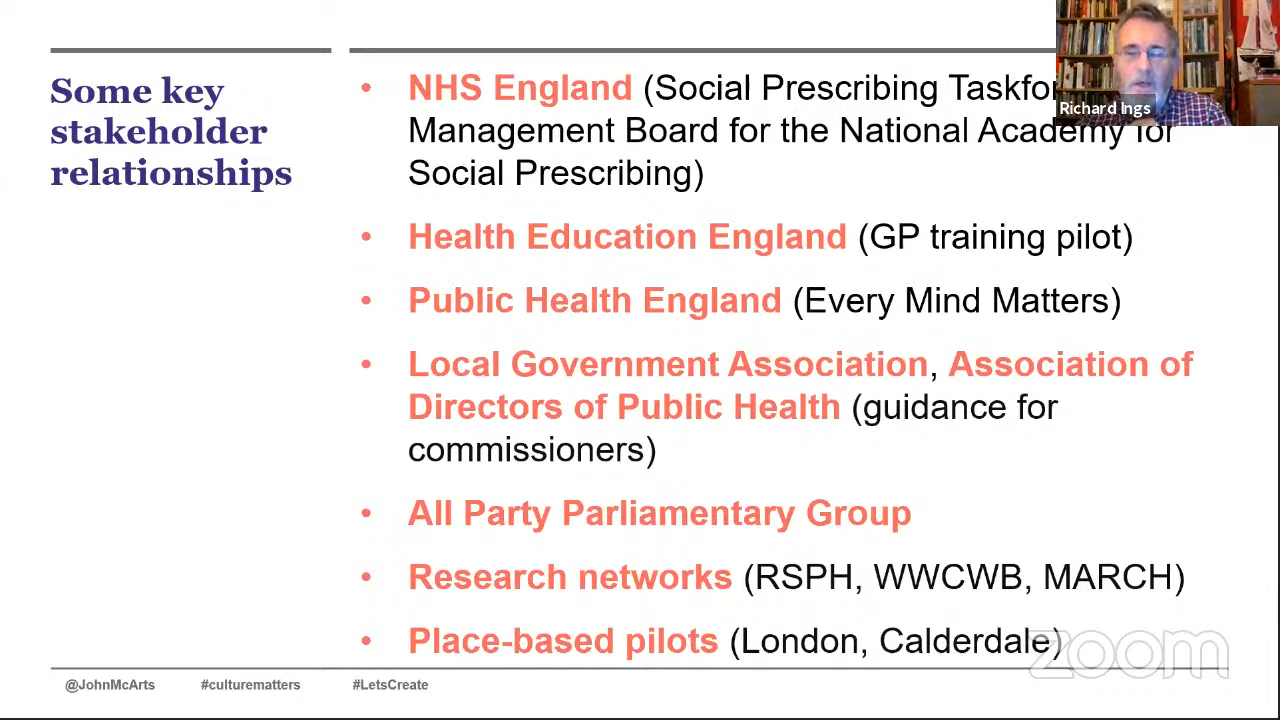 Some key
stakeholder
relationships
• NHS England (Social Prescribing
Management Board for the National Academy for
Social Prescribing)
• Health Education England (GP training pilot)
• Public Health England (Every Mind Matters)
• Local Government Association, Association of
Directors of Public Health (guidance for
commissioners)
• All Party Parliamentary Group
• Research networks (RSPH, WWCWB, MARCH)
• Place-based pilots (London, Calderdale)
@JohnMcArts #culturematters #LetsCreate
Richard Ings
zoom